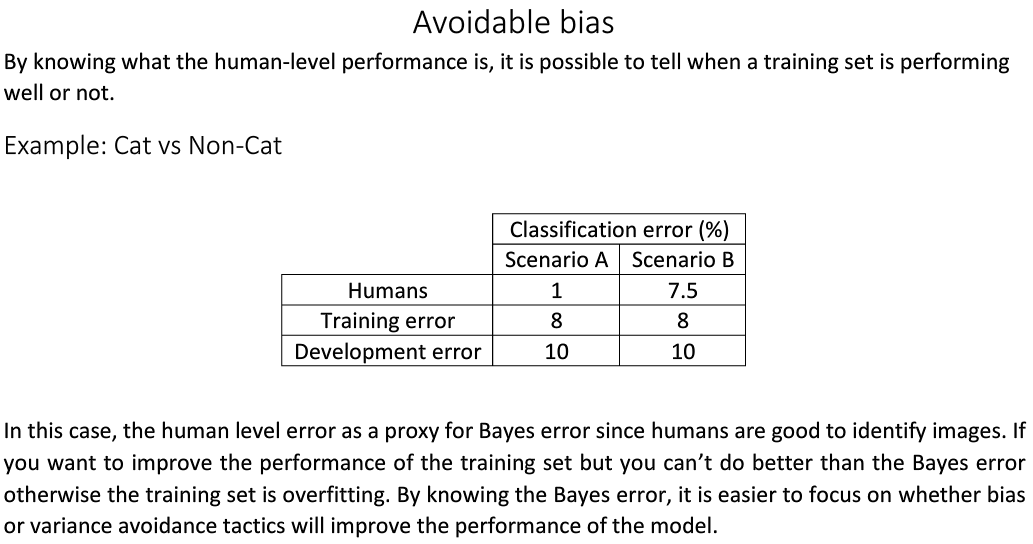 Avoidable bias
By knowing what the human-level performance is, it is possible to tell when a training set is performing
well or not.
Example: Cat vs Non-Cat
Classification error (%)
Scenario A Scenario B
Humans 1 7.5
Training error 8 8
Development error 10 10
In this case, the human level error as a proxy for Bayes error since humans are good to identify images. If
you want to improve the performance of the training set but you can’t do better than the Bayes error
otherwise the training set is overfitting. By knowing the Bayes error, it is easier to focus on whether bias
or variance avoidance tactics will improve the performance of the model.